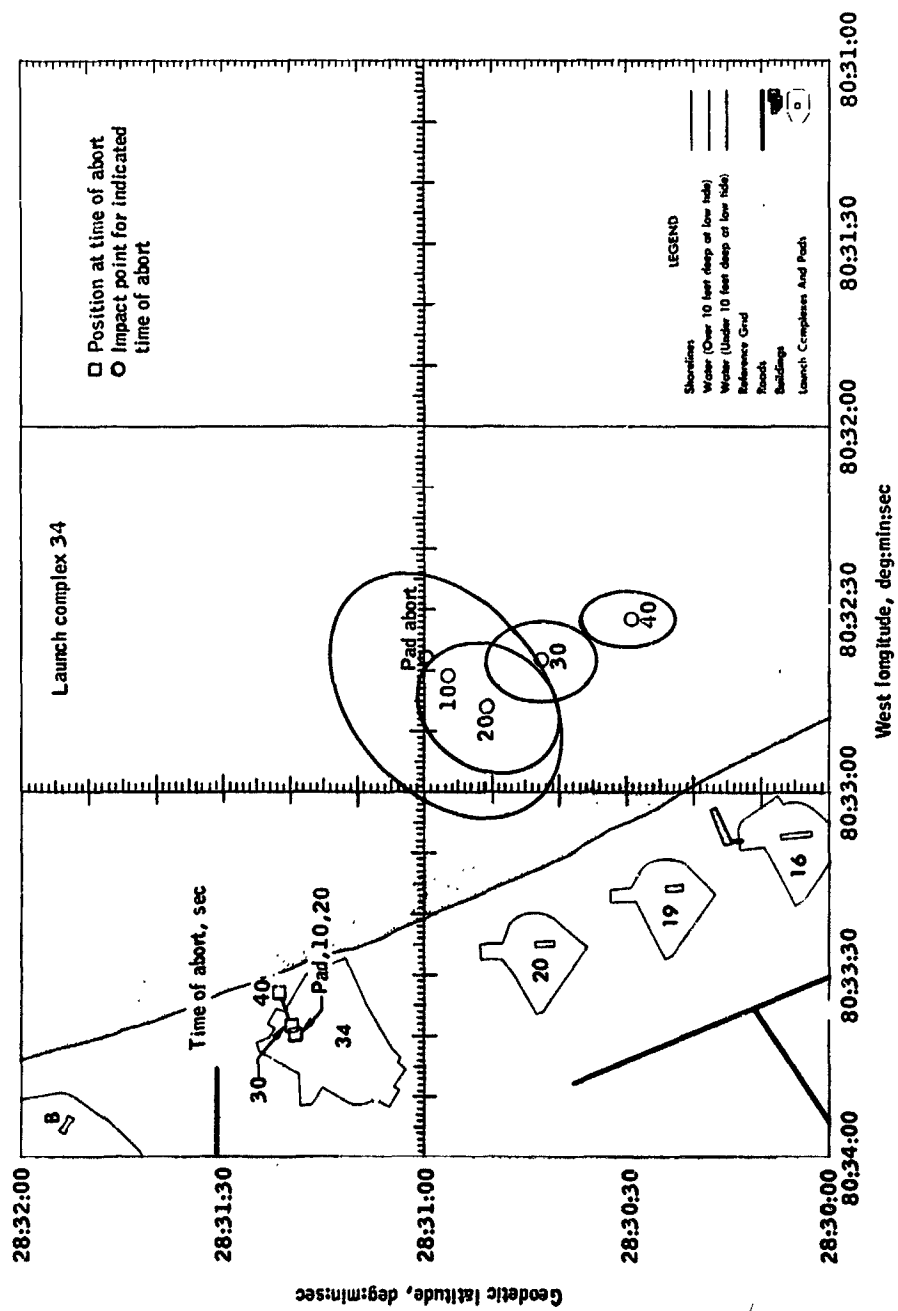 Launch complex 34
□ Position at time of abort
○ Impact point for indicated
time of abort
B
Time of abort, sec
40
30
Pad,10,20
34
Pad abort
10
20
30
40
20
19
16
LEGEND
Shorelines
Water (Over 10 feet deep at low tide)
Water (Under 10 feet deep at low tide)
Reference Grid
Roads
Buildings
Launch Complexes And Pads
28:32:00
28:31:30
28:31:00
28:30:30
28:30:00
Geodetic latitude, deg:min:sec
80:34:00
80:33:30
80:33:00
80:32:30
80:32:00
80:31:30
80:31:00
West longitude, deg:min:sec